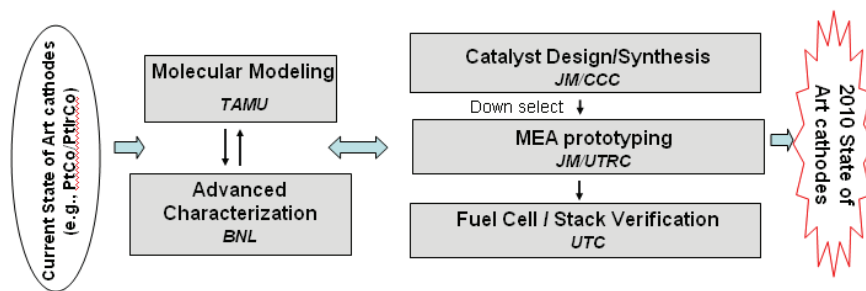 Current State of Art cathodes
(e.g., PtCo/PtIrCo)
Molecular Modeling
TAMU
Advanced
Characterization
BNL
Catalyst Design/Synthesis
JM/CCC
Down select
MEA prototyping
JM/UTRC
Fuel Cell / Stack Verification
UTC
2010 State of
Art cathodes